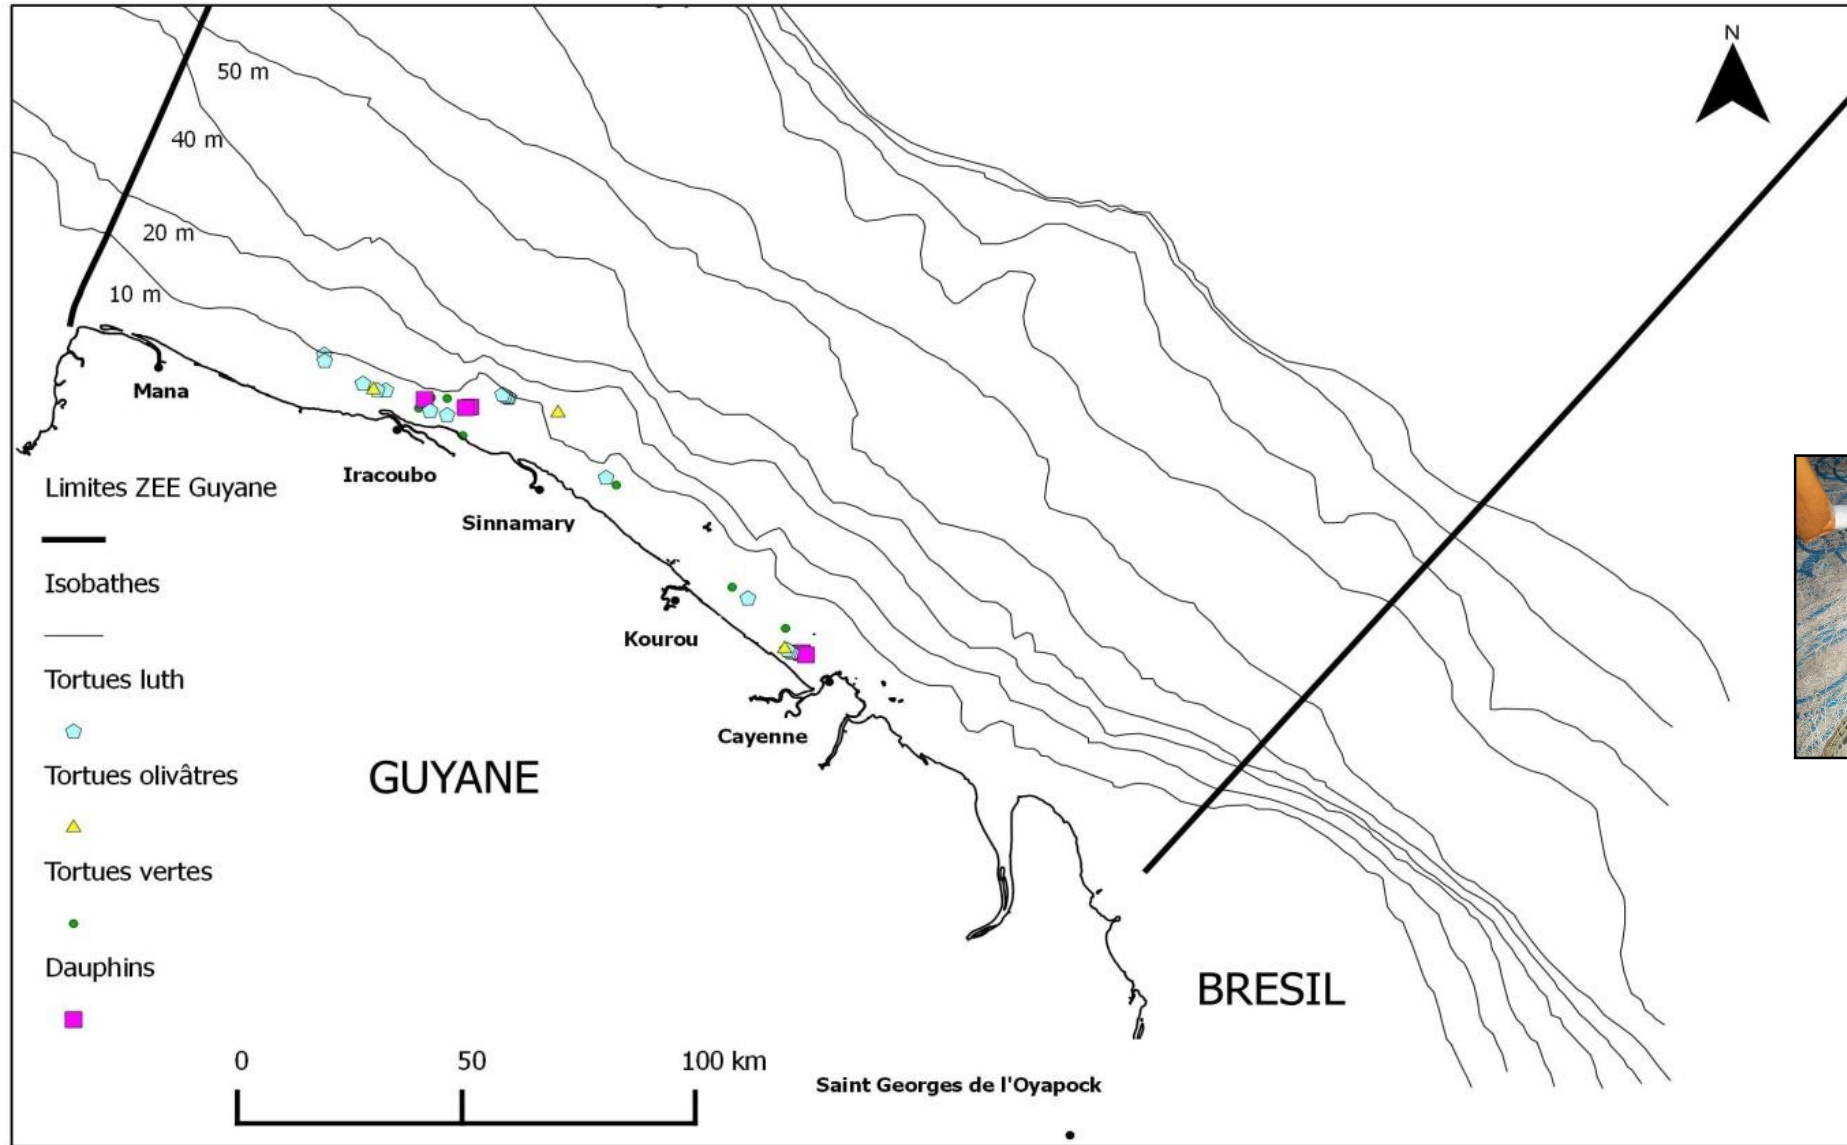 N
50 m
40 m
20 m
10 m
Mana
Iracoubo
Limites ZEE Guyane
Sinnamary
Isobathes
Kourou
Tortues luth
Cayenne
Tortues olivâtres
GUYANE
Tortues vertes
Dauphins
BRESIL
0 50 100 km
Saint Georges de l'Oyapock